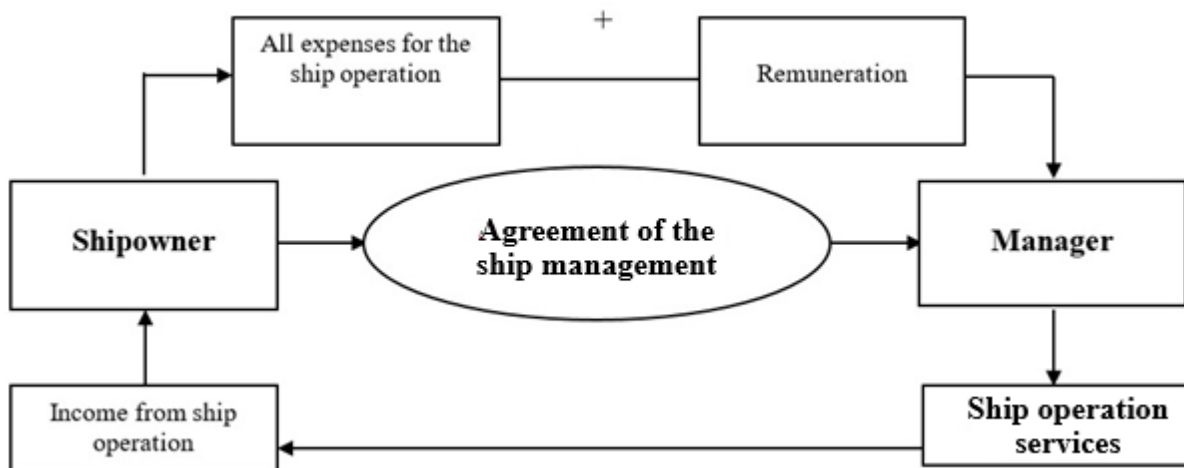 +
All expenses for the
ship operation
Remuneration
Shipowner
Agreement of the
ship management
Manager
Income from ship
operation
Ship operation
services